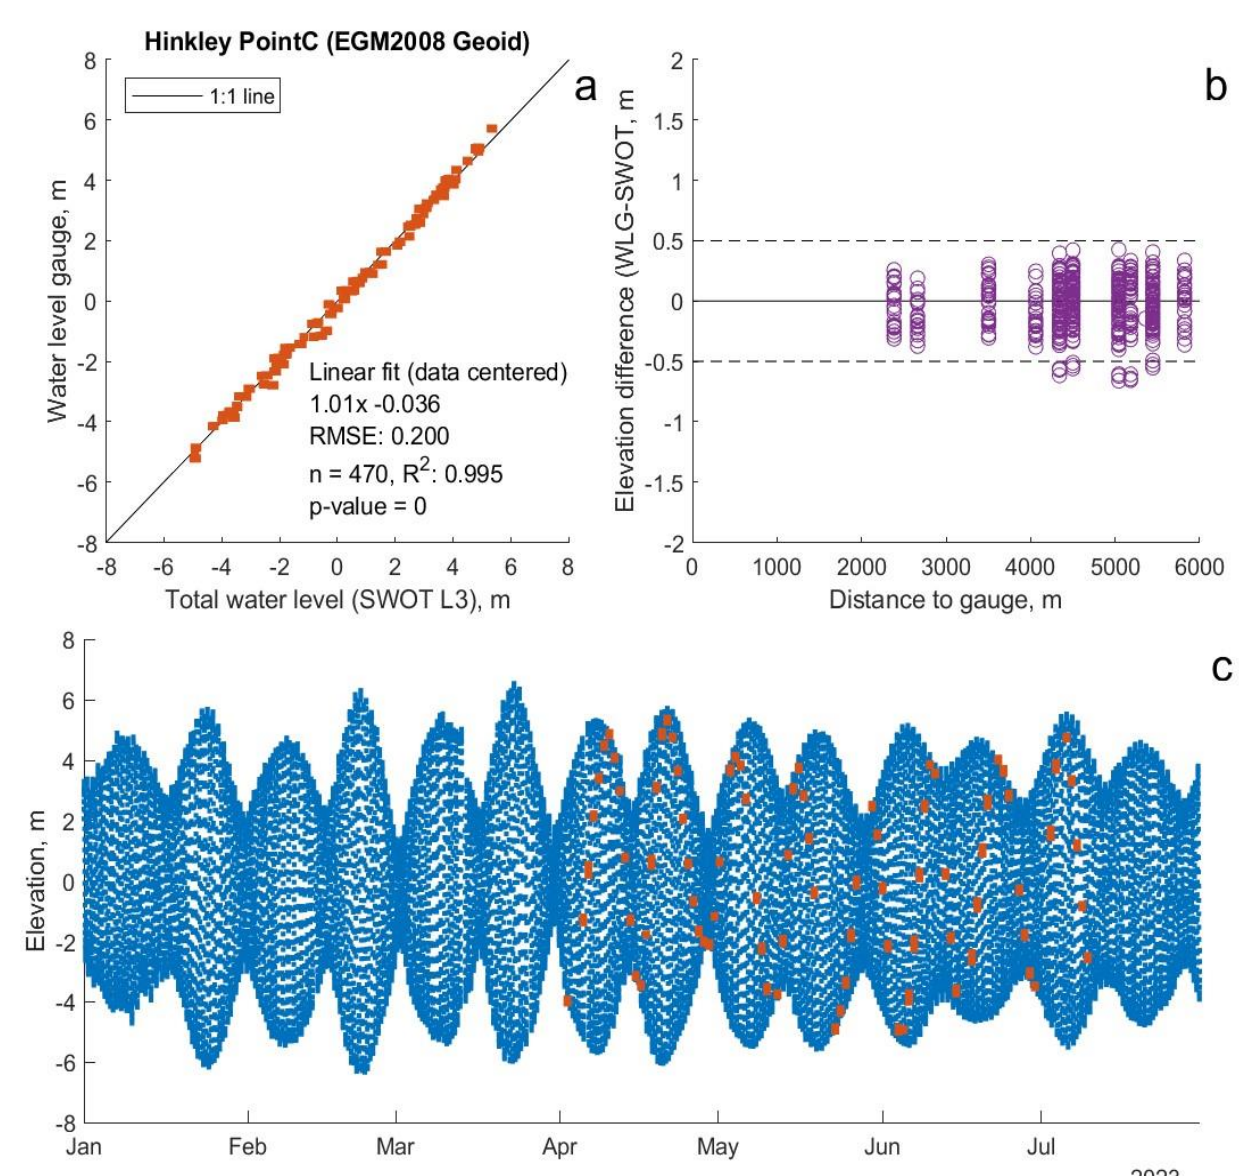 Hinkley PointC (EGM2008 Geoid)
a
1:1 line
8
6
4
2
0
-2
-4
-6
-8
Water level gauge, m
Linear fit (data centered)
1.01x -0.036
RMSE: 0.200
n = 470, R²: 0.995
p-value = 0
-8 -6 -4 -2 0 2 4 6 8
Total water level (SWOT L3), m
b
2
1.5
1
0.5
0
-0.5
-1
-1.5
-2
Elevation difference (WLG-SWOT, m
0 1000 2000 3000 4000 5000 6000
Distance to gauge, m
c
8
6
4
2
0
-2
-4
-6
-8
Elevation, m
Jan Feb Mar Apr May Jun Jul